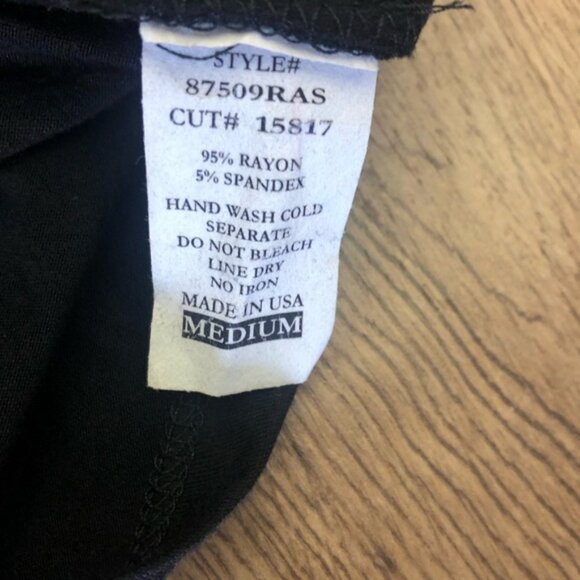 STYLE#
87509RAS
CUT# 15817
95% RAYON
5% SPANDEX
HAND WASH COLD
SEPARATE
DO NOT BLEACH
LINE DRY
NO IRON
MADE IN USA
MEDIUM